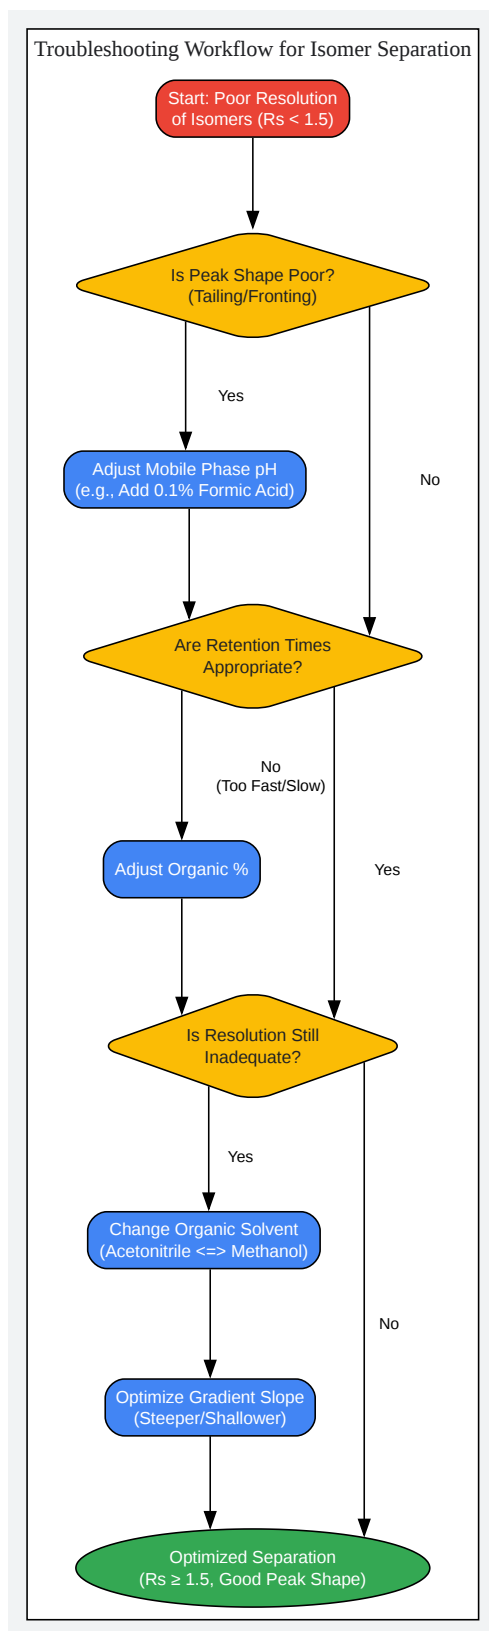 Troubleshooting Workflow for Isomer Separation
Start: Poor Resolution
of Isomers (Rs < 1.5)
Is Peak Shape Poor?
(Tailing/Fronting)
Yes
Adjust Mobile Phase pH
(e.g., Add 0.1% Formic Acid)
No
Are Retention Times
Appropriate?
No
(Too Fast/Slow)
Adjust Organic %
Yes
Is Resolution Still
Inadequate?
Yes
Change Organic Solvent
(Acetonitrile <=> Methanol)
No
Optimize Gradient Slope
(Steeper/Shallower)
Optimized Separation
(Rs ≥ 1.5, Good Peak Shape)